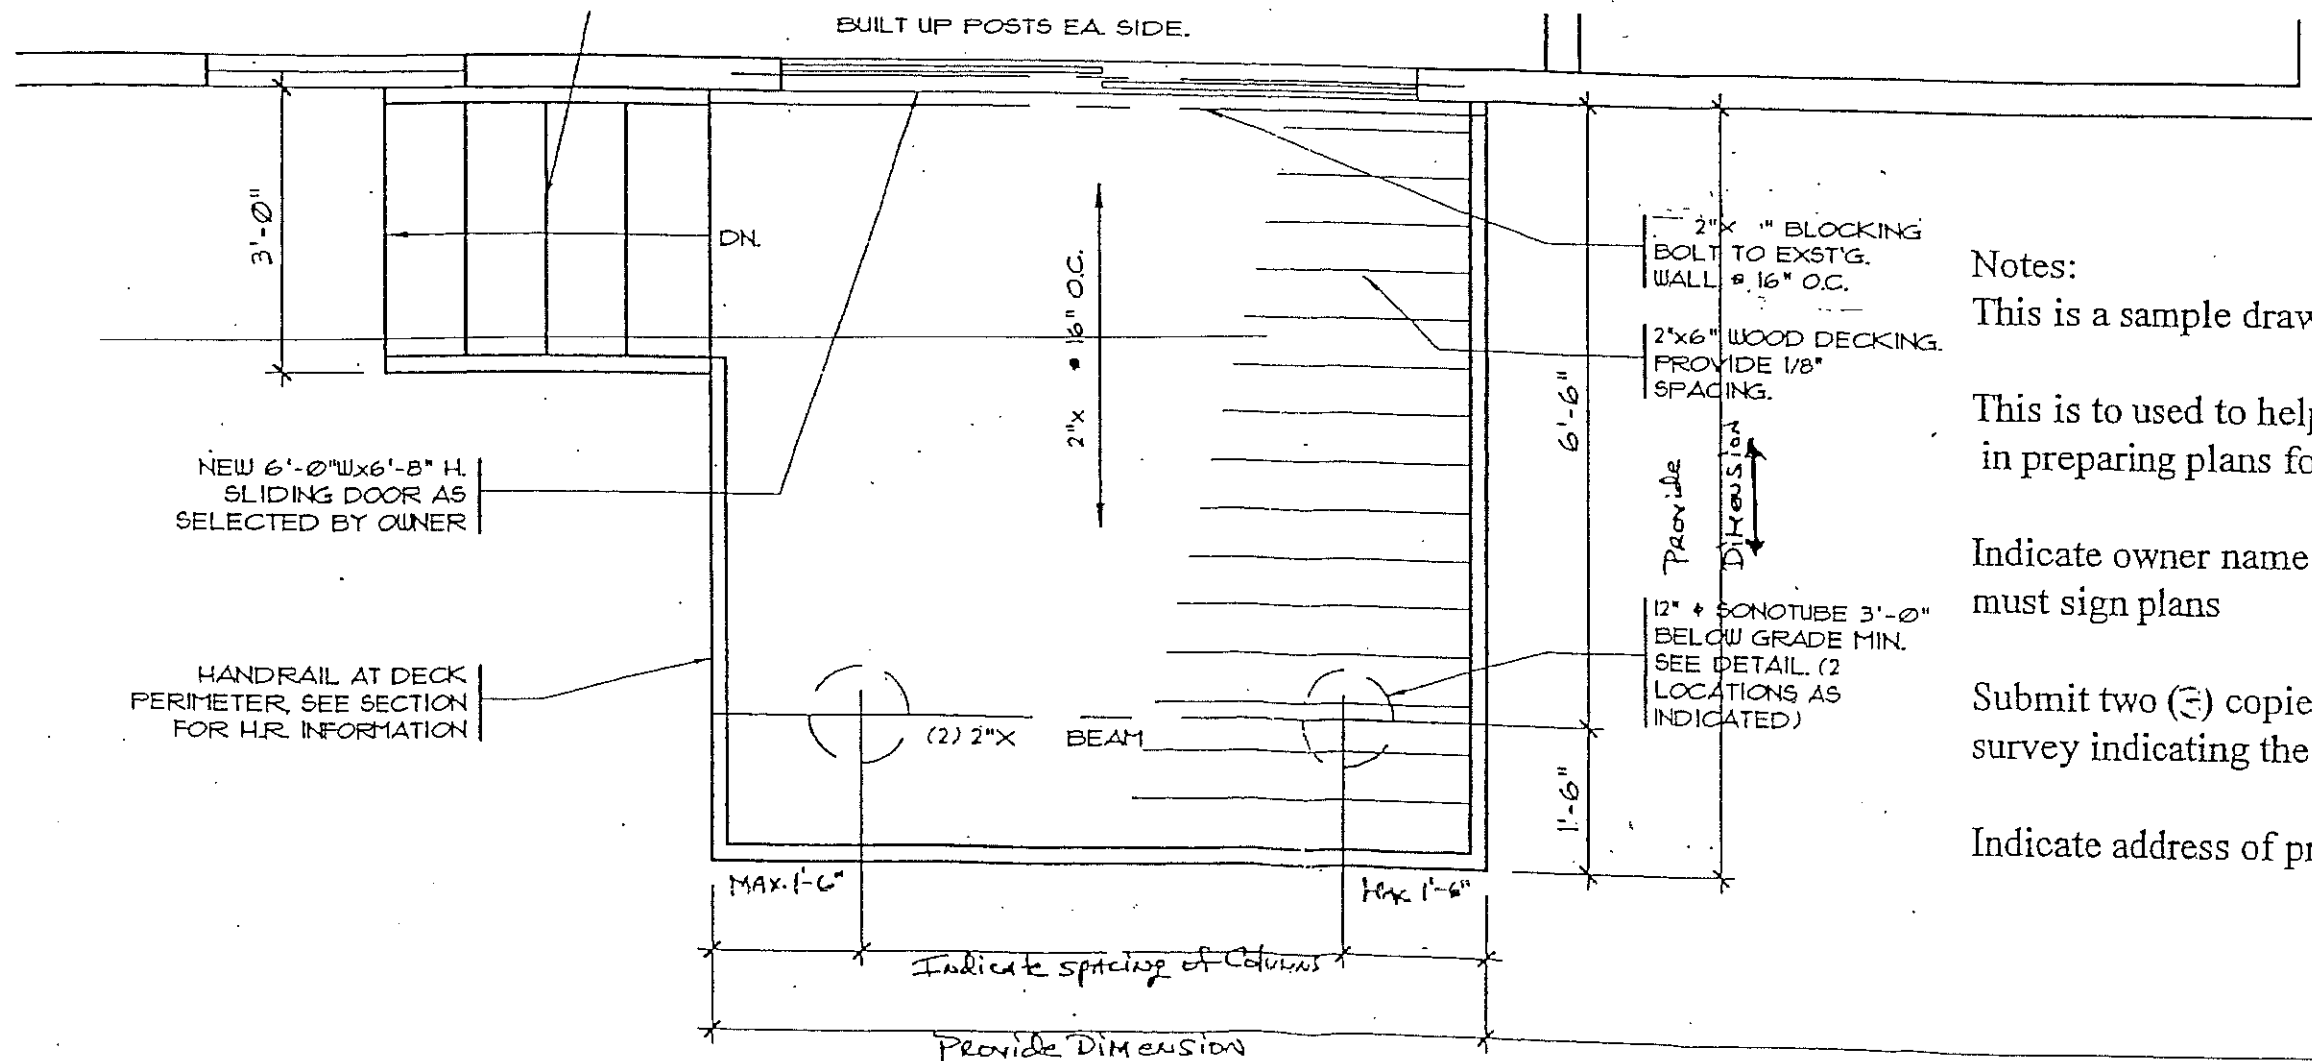 BUILT UP POSTS EA. SIDE.
3'-0"
DN.
2"x @ 16" O.C.
2"x " BLOCKING
BOLT TO EXST'G.
WALL @ 16" O.C.
2"x6" WOOD DECKING.
PROVIDE 1/8"
SPACING.
6'-6"
Provide
Dimension
NEW 6'-0"Wx6'-8" H.
SLIDING DOOR AS
SELECTED BY OWNER
HANDRAIL AT DECK
PERIMETER, SEE SECTION
FOR H.R. INFORMATION
12" ϕ SONOTUBE 3'-0"
BELOW GRADE MIN.
SEE DETAIL. (2
LOCATIONS AS
INDICATED)
(2) 2"X BEAM
1'-6"
MAX. 1'-6"
MAX 1'-6"
Indicate spacing of Columns
Provide Dimension
Notes:
This is a sample draw
This is to used to help
in preparing plans fo
Indicate owner name
must sign plans
Submit two ( ) copie
survey indicating the
Indicate address of pr